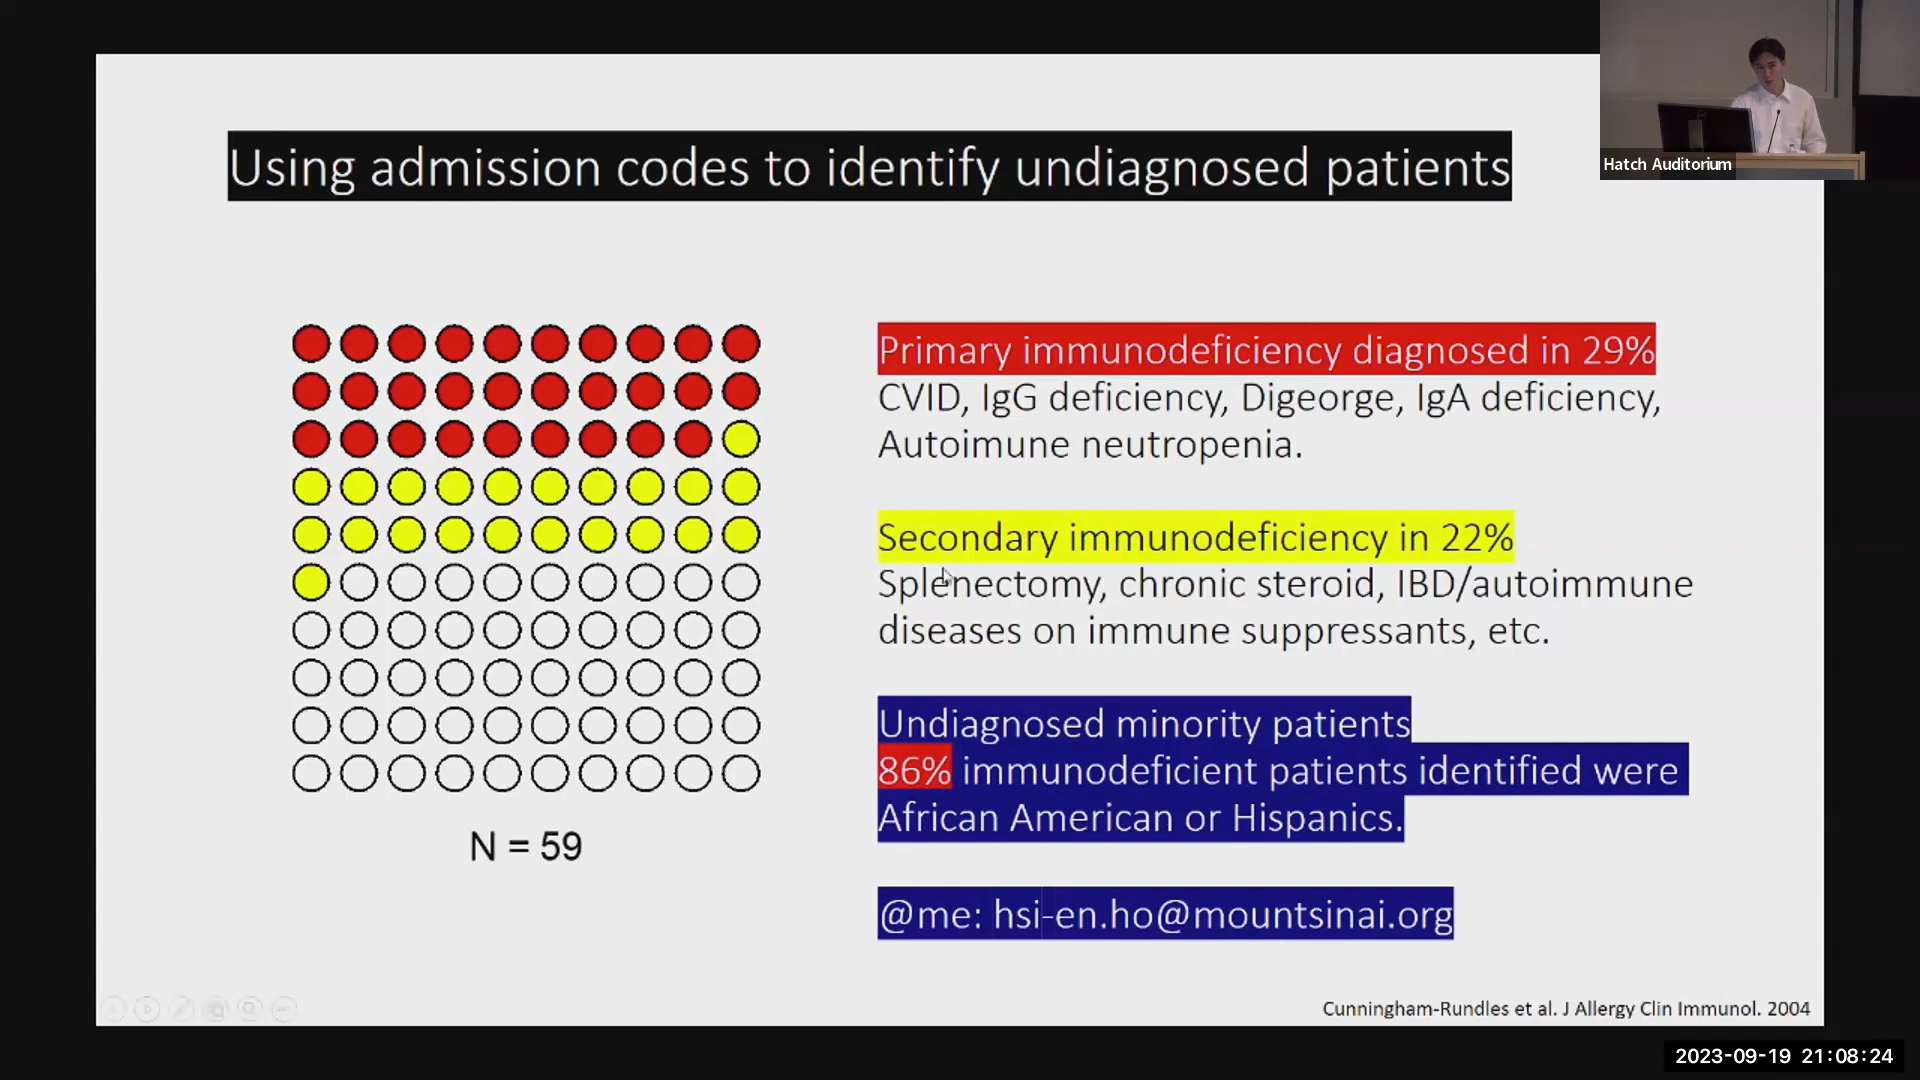 Hatch Auditorium
Using admission codes to identify undiagnosed patients
Primary immunodeficiency diagnosed in 29%
CVID, IgG deficiency, Digeorge, IgA deficiency,
Autoimune neutropenia.
Secondary immunodeficiency in 22%
Splenectomy, chronic steroid, IBD/autoimmune
diseases on immune suppressants, etc.
Undiagnosed minority patients
86% immunodeficient patients identified were
African American or Hispanics.
N = 59
@me: hsi-en.ho@mountsinai.org
Cunningham-Rundles et al. J Allergy Clin Immunol. 2004
2023-09-19 21:08:24